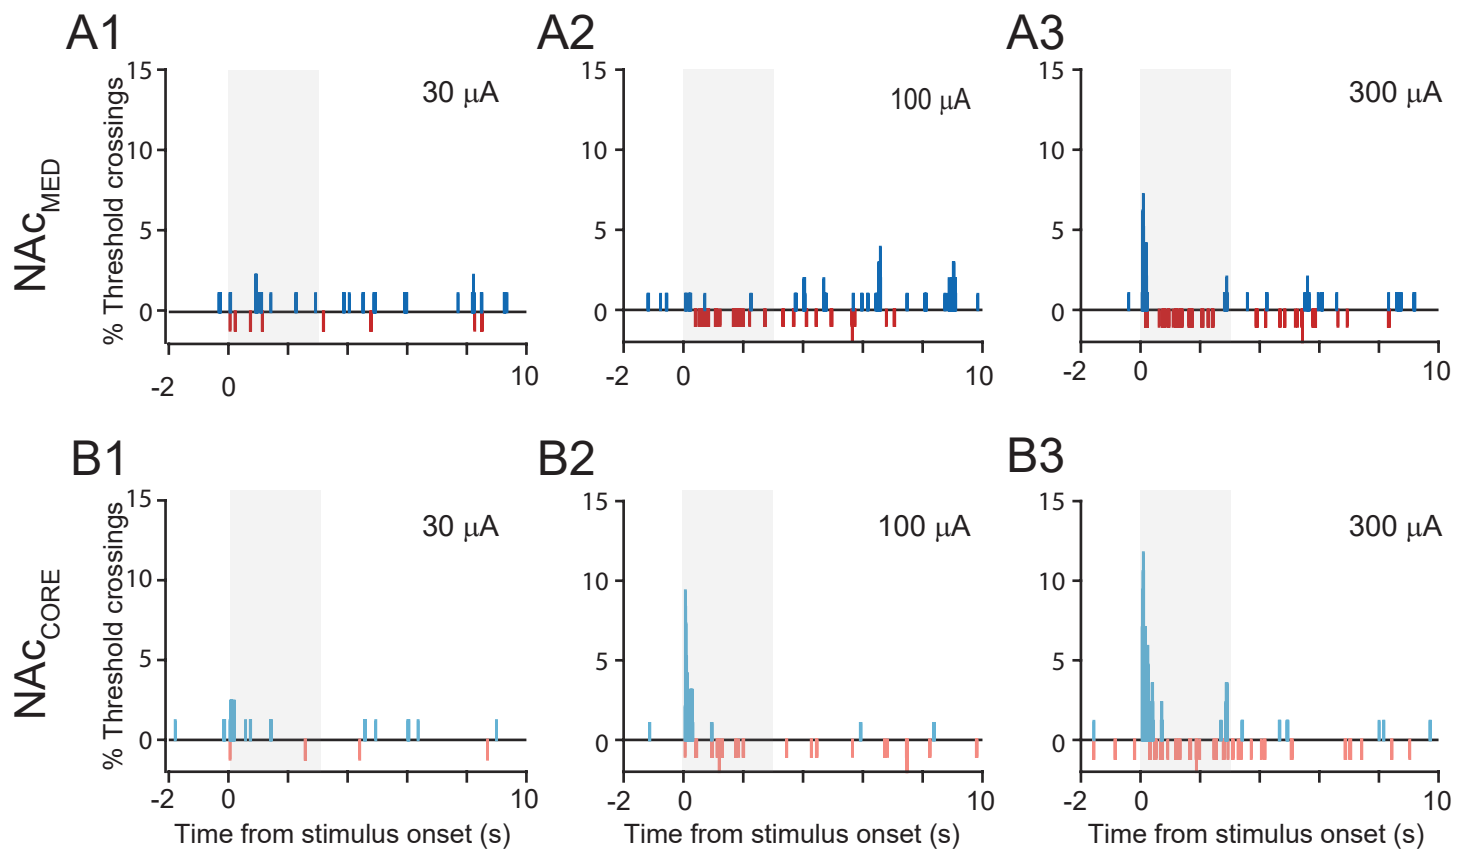 A1
A2
A3
NAcMED
% Threshold crossings
15
10
5
0
30 μA
-2
0
10
15
10
5
0
100 μA
-2
0
10
15
10
5
0
300 μA
-2
0
10
B1
B2
B3
NAcCORE
% Threshold crossings
15
10
5
0
30 μA
-2
0
10
Time from stimulus onset (s)
15
10
5
0
100 μA
-2
0
10
Time from stimulus onset (s)
15
10
5
0
300 μA
-2
0
10
Time from stimulus onset (s)